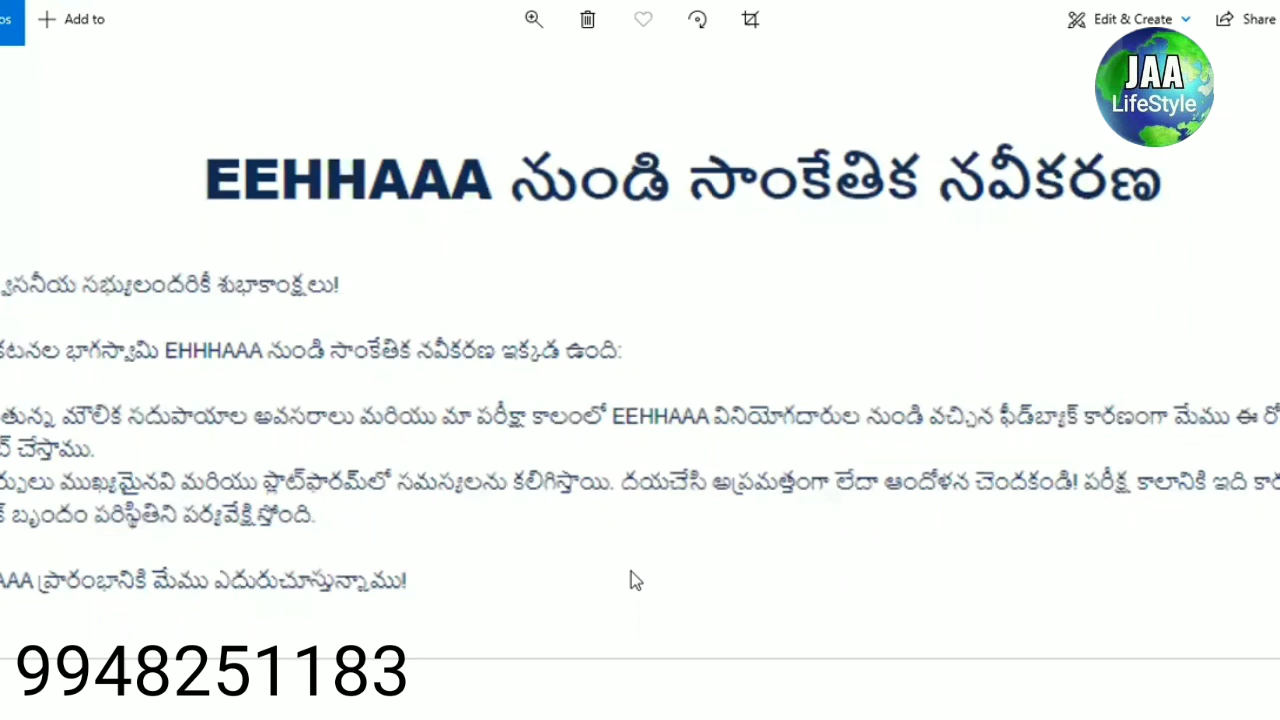 Add to
Edit & Create
Share
JAA
LifeStyle
EEHHAAA నుండి సాంకేతిక నవీకరణ
సభ్యులందరికీ శుభాకాంక్షలు!
భాగస్వామి EHHHAAA నుండి సాంకేతిక నవీకరణ ఇక్కడ ఉంది:
మౌలిక సదుపాయాల అవసరాలు మరియు మా పరీక్షా కాలంలో EEHHAAA వినియోగదారుల నుండి వచ్చిన ఫీడ్‌బ్యాక్ కారణంగా మేము ఈ
చేస్తాము.
ముఖ్యమైనవి మరియు ప్లాట్‌ఫారమ్‌లో సమస్యలను కలిగిస్తాయి. దయచేసి అప్రమత్తంగా లేదా ఆందోళన చెందకండి! పరీక్ష కాలానికి ఇది
బృందం పరిస్థితిని పర్యవేక్షిస్తోంది.
ప్రారంభానికి మేము ఎదురుచూస్తున్నాము!
9948251183